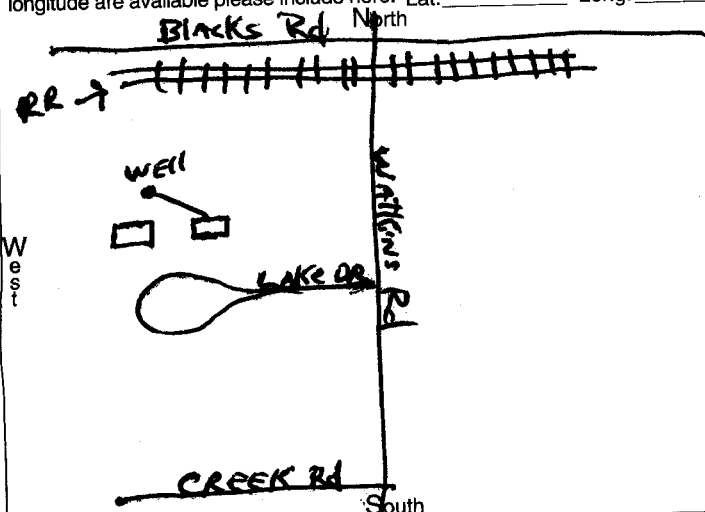 longitude are available please include here. Lat. Long.
Blacks Rd North
RR
WEll
WATKINS Rd
West
LAKE DR
CREEK Rd
South